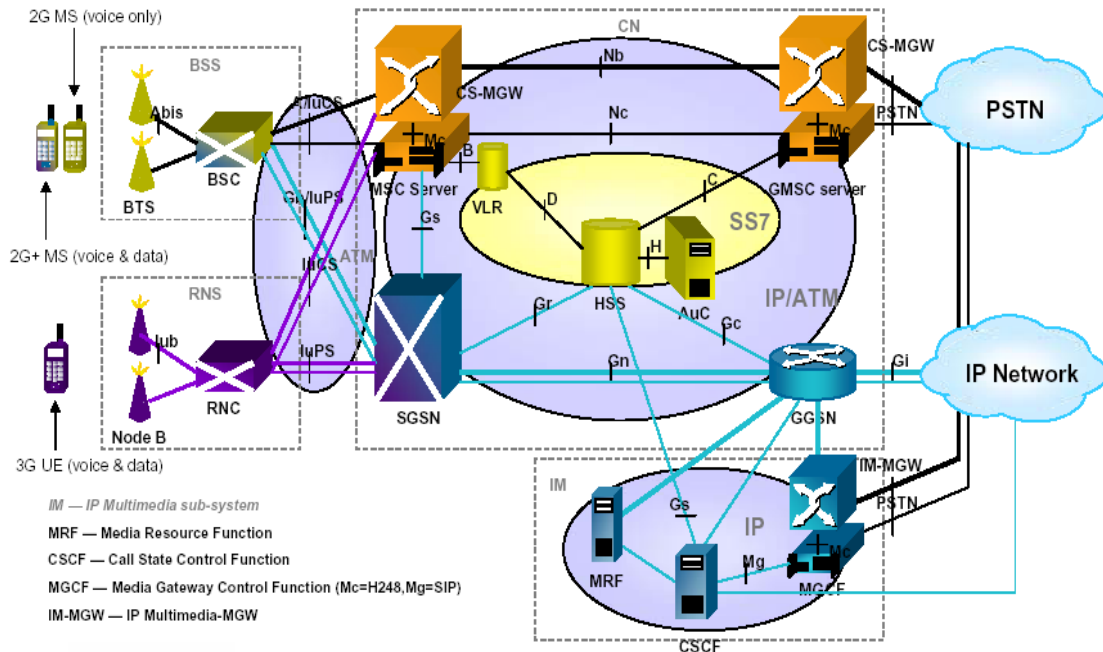 2G MS (voice only)
CN
BSS
CS-MGW
Nb
CS-MGW
Abis
A/IuCS
Nc
Mc
Mc
PSTN
PSTN
BSC
MSC Server
B
GMSC server
BTS
VLR
C
Gb/IuPS
D
SS7
Gs
2G+ MS (voice & data)
ATM
H
IuCS
RNS
HSS
AuC
IP/ATM
Gr
Gc
Iub
IuPS
Gn
Gi
IP Network
RNC
SGSN
GGSN
Node B
3G UE (voice & data)
IM-MGW
IM
Gs
PSTN
IP
Mc
MRF
Mg
MGCF
CSCF
IM — IP Multimedia sub-system
MRF — Media Resource Function
CSCF — Call State Control Function
MGCF — Media Gateway Control Function (Mc=H248,Mg=SIP)
IM-MGW — IP Multimedia-MGW